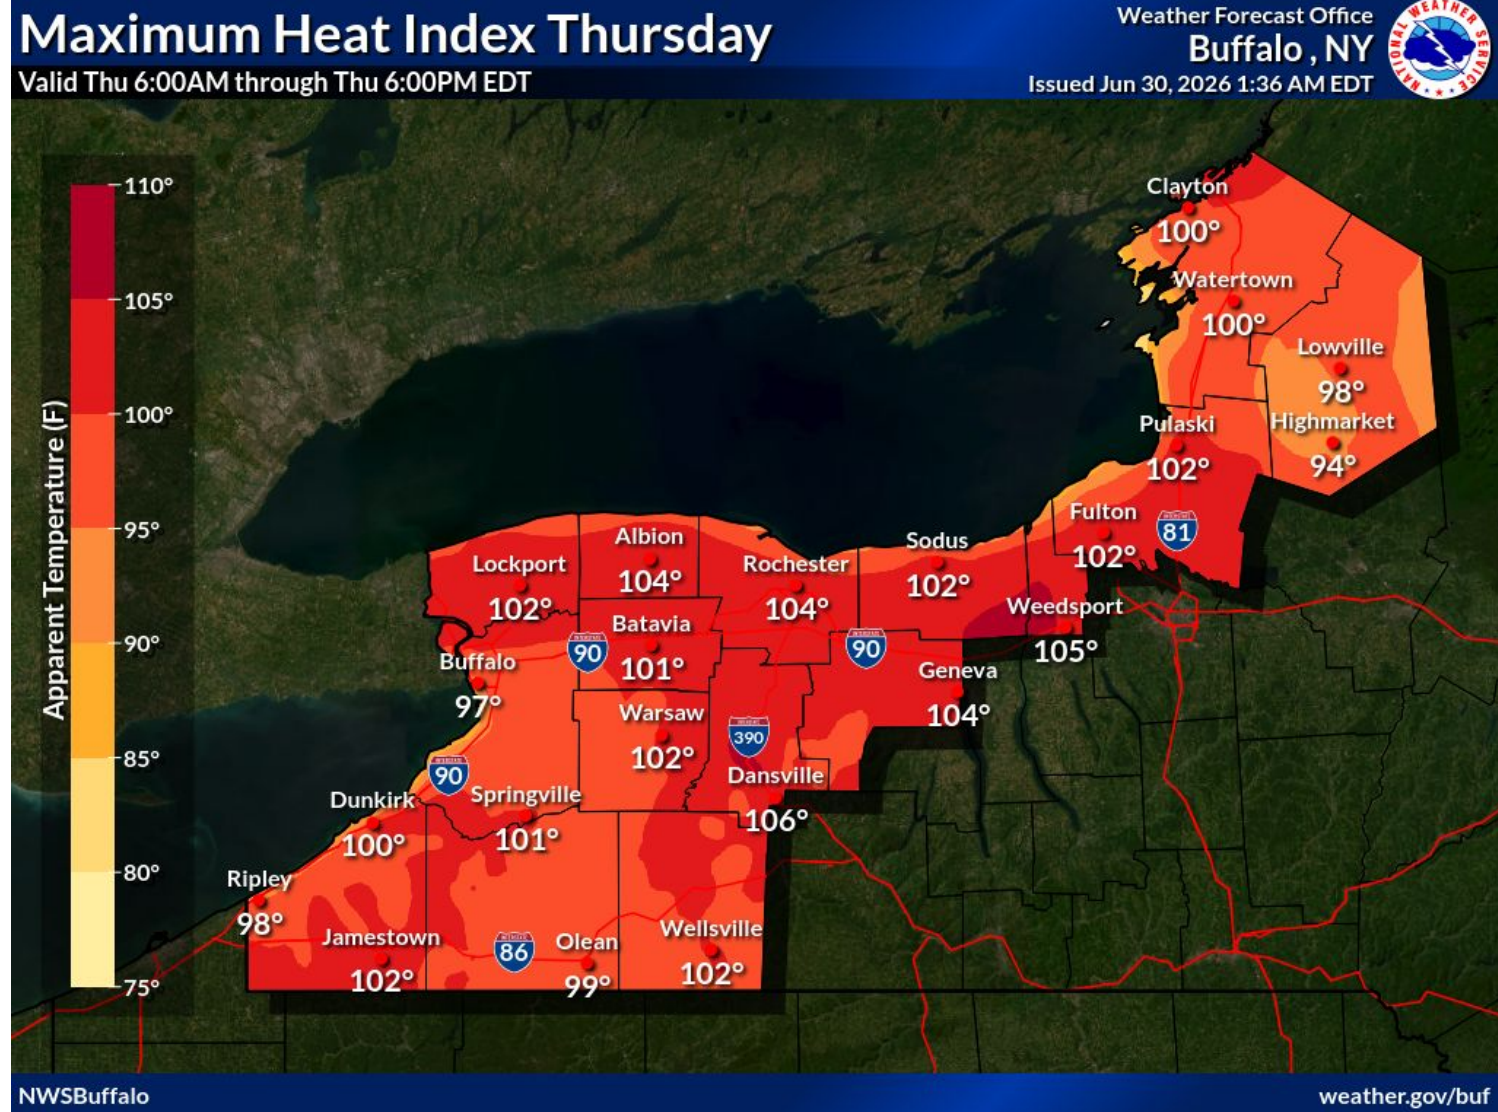 Maximum Heat Index Thursday
Valid Thu 6:00AM through Thu 6:00PM EDT
Weather Forecast Office
Buffalo , NY
Issued Jun 30, 2026 1:36 AM EDT
NATIONAL WEATHER SERVICE
Apparent Temperature (F)
110°
105°
100°
95°
90°
85°
80°
75°
Clayton
100°
Watertown
100°
Lowville
98°
Highmarket
94°
Pulaski
102°
Fulton
102°
81
Albion
104°
Lockport
102°
Rochester
104°
Sodus
102°
Weedsport
105°
Batavia
101°
90
90
Buffalo
97°
Geneva
104°
Warsaw
102°
390
90
Dansville
106°
Dunkirk
100°
Springville
101°
Ripley
98°
Jamestown
102°
86
Olean
99°
Wellsville
102°
NWSBuffalo
weather.gov/buf